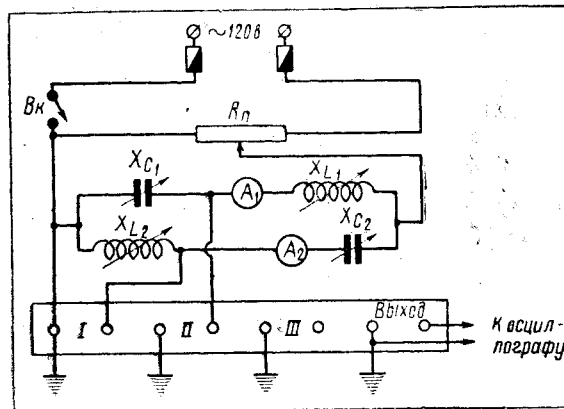 ~120в
Вк
Rп
XC1
XL1
A1
XL2
A2
XC2
I
II
III
Выход
К осцил-
лографу